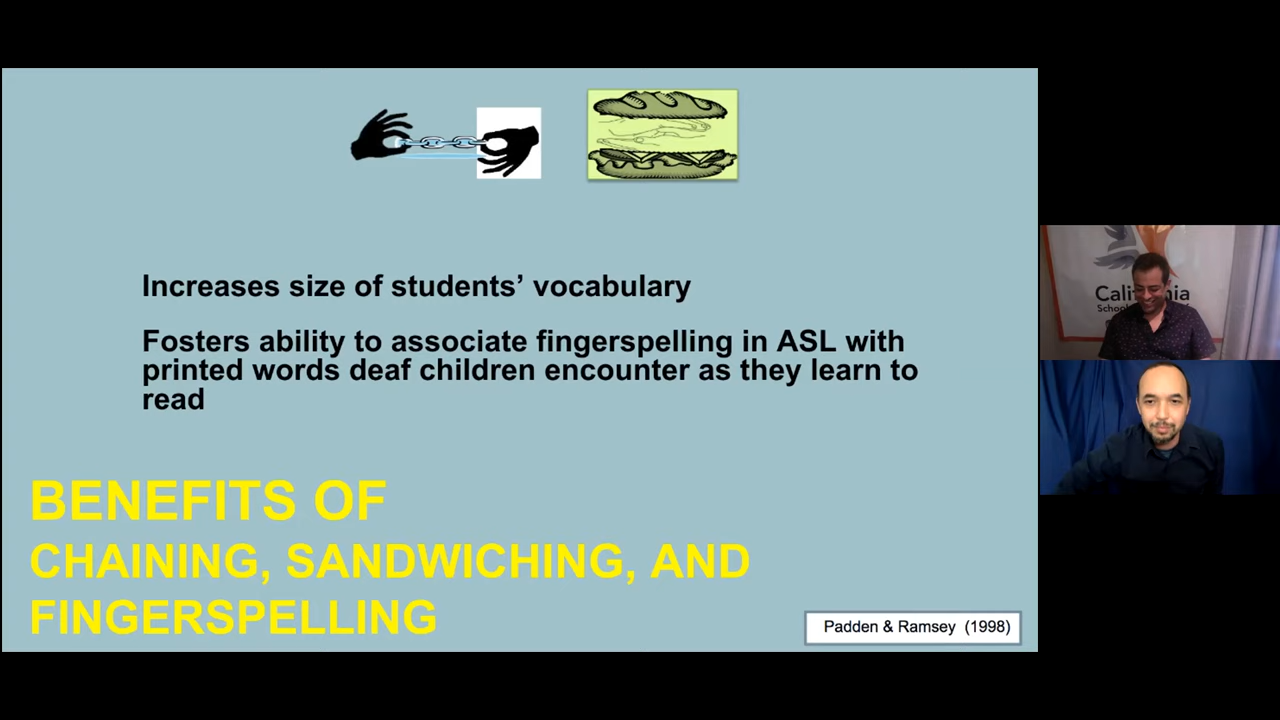 Increases size of students’ vocabulary
Fosters ability to associate fingerspelling in ASL with
printed words deaf children encounter as they learn to
read
BENEFITS OF
CHAINING, SANDWICHING, AND
FINGERSPELLING
Padden & Ramsey (1998)